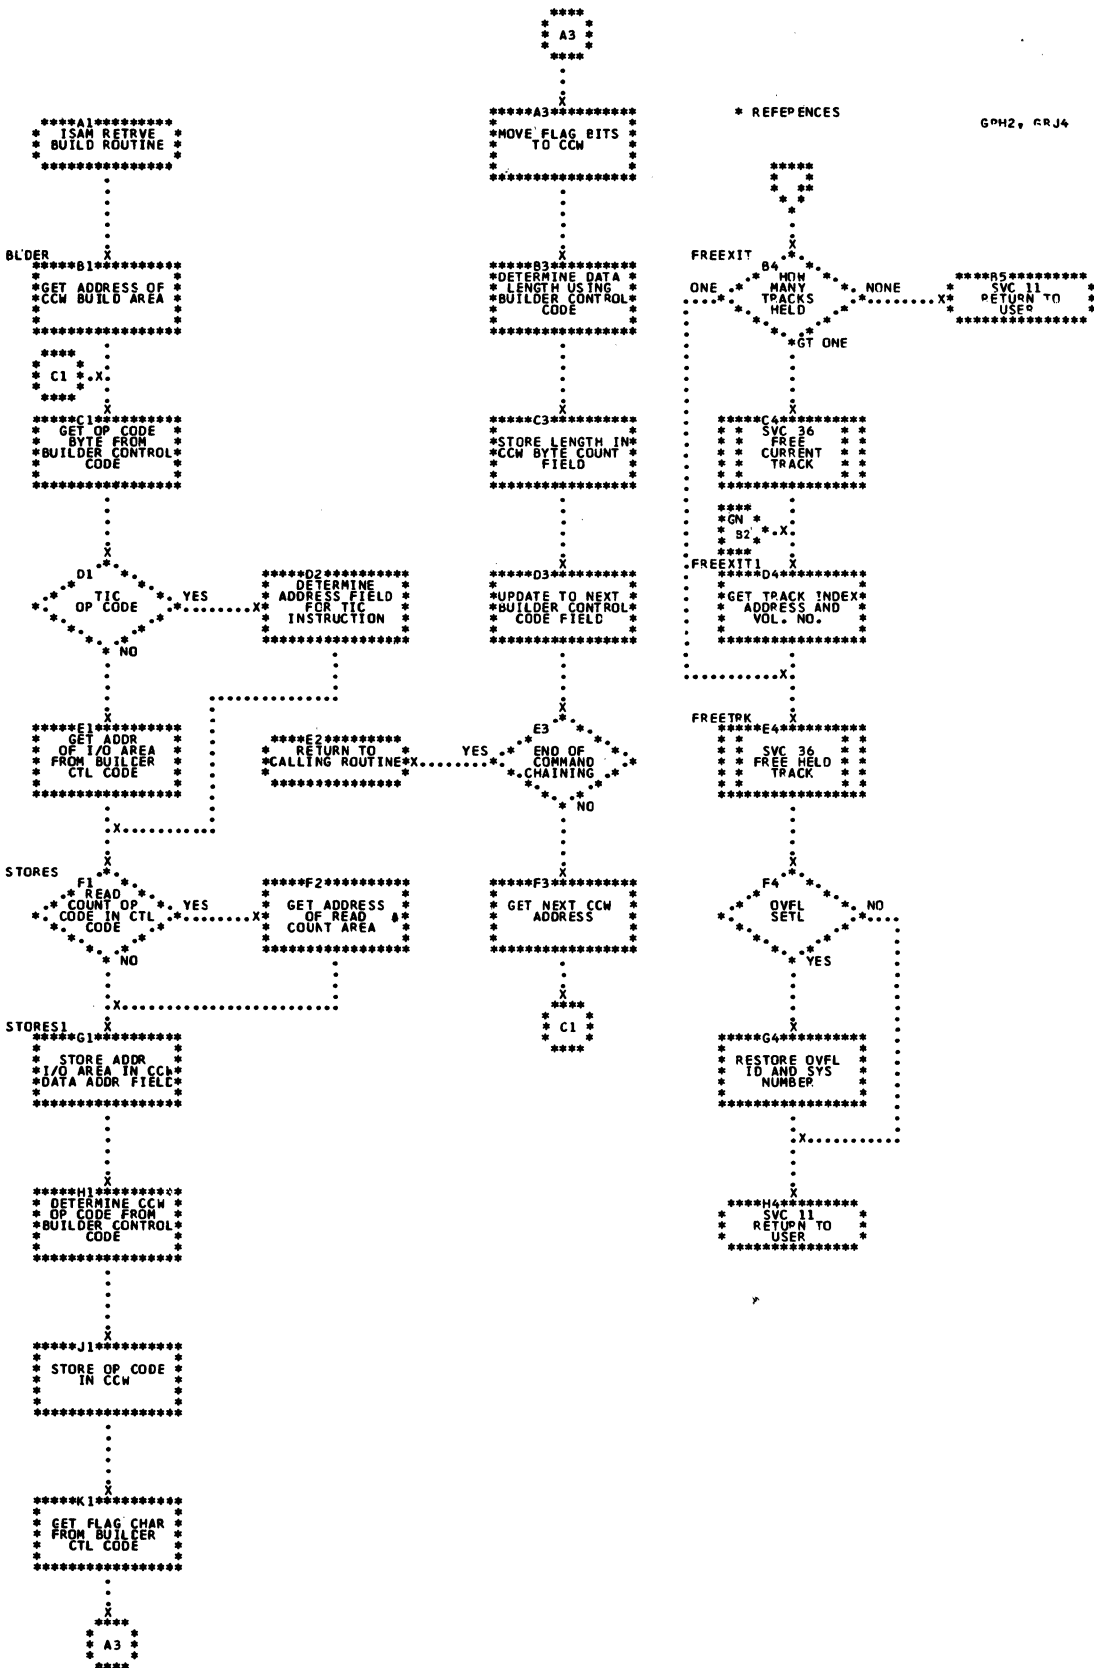 A1
ISAM RETRVE
BUILD ROUTINE
BLDER
B1
GET ADDRESS OF
CCW BUILD AREA
C1
C1
GET OP CODE
BYTE FROM
BUILDER CONTROL
CODE
D1
TIC
OP CODE
YES
NO
D2
DETERMINE
ADDRESS FIELD
FOR TIC
INSTRUCTION
E1
GET ADDR
OF I/O AREA
FROM BUILDER
CTL CODE
STORES
F1
READ
COUNT OP
CODE IN CTL
CODE
YES
NO
F2
GET ADDRESS
OF READ
COUNT AREA
STORES1
G1
STORE ADDR
I/O AREA IN CCW
DATA ADDR FIELD
H1
DETERMINE CCW
OP CODE FROM
BUILDER CONTROL
CODE
J1
STORE OP CODE
IN CCW
K1
GET FLAG CHAR
FROM BUILDER
CTL CODE
A3
A3
A3
MOVE FLAG BITS
TO CCW
B3
DETERMINE DATA
LENGTH USING
BUILDER CONTROL
CODE
C3
STORE LENGTH IN
CCW BYTE COUNT
FIELD
D3
UPDATE TO NEXT
BUILDER CONTROL
CODE FIELD
E3
END OF
COMMAND
CHAINING
YES
NO
E2
RETURN TO
CALLING ROUTINE
F3
GET NEXT CCW
ADDRESS
C1
* REFERENCES
GPH2, GRJ4
FREEXIT
B4
HOW
MANY
TRACKS
HELD
ONE
NONE
GT ONE
B5
SVC 11
RETURN TO
USER
C4
SVC 36
FREE
CURRENT
TRACK
GN
B2
FREEXIT1
D4
GET TRACK INDEX
ADDRESS AND
VOL. NO.
FREETRK
E4
SVC 36
FREE HELD
TRACK
F4
OVFL
SETL
NO
YES
G4
RESTORE OVFL
ID AND SYS
NUMBER
H4
SVC 11
RETURN TO
USER